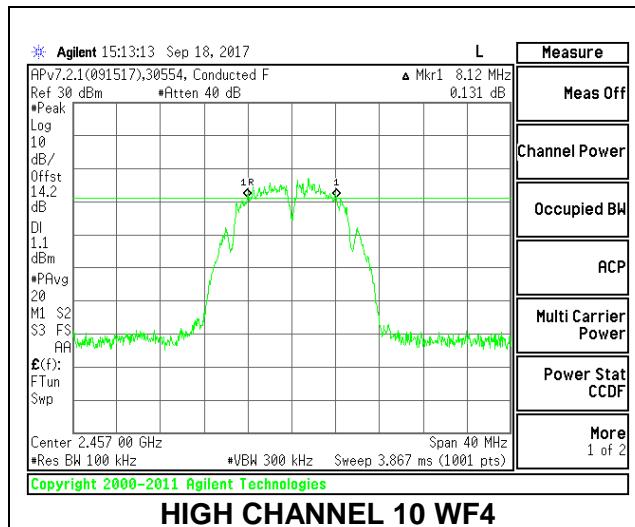 Agilent 15:13:13 Sep 18, 2017 L
Measure
APv7.2.1(091517),30554, Conducted F
Δ Mkr1 8.12 MHz
Ref 30 dBm #Atten 40 dB 0.131 dB
Meas Off
#Peak
Log
10
dB/
Offst
14.2
dB
DI
1.1
dBm
#PAvg
20
M1 S2
S3 FS
AA
£(f):
FTun
Swp
1R
1
Channel Power
Occupied BW
ACP
Multi Carrier
Power
Power Stat
CCDF
More
1 of 2
Center 2.457 00 GHz Span 40 MHz
#Res BW 100 kHz #VBW 300 kHz Sweep 3.867 ms (1001 pts)
Copyright 2000-2011 Agilent Technologies
HIGH CHANNEL 10 WF4